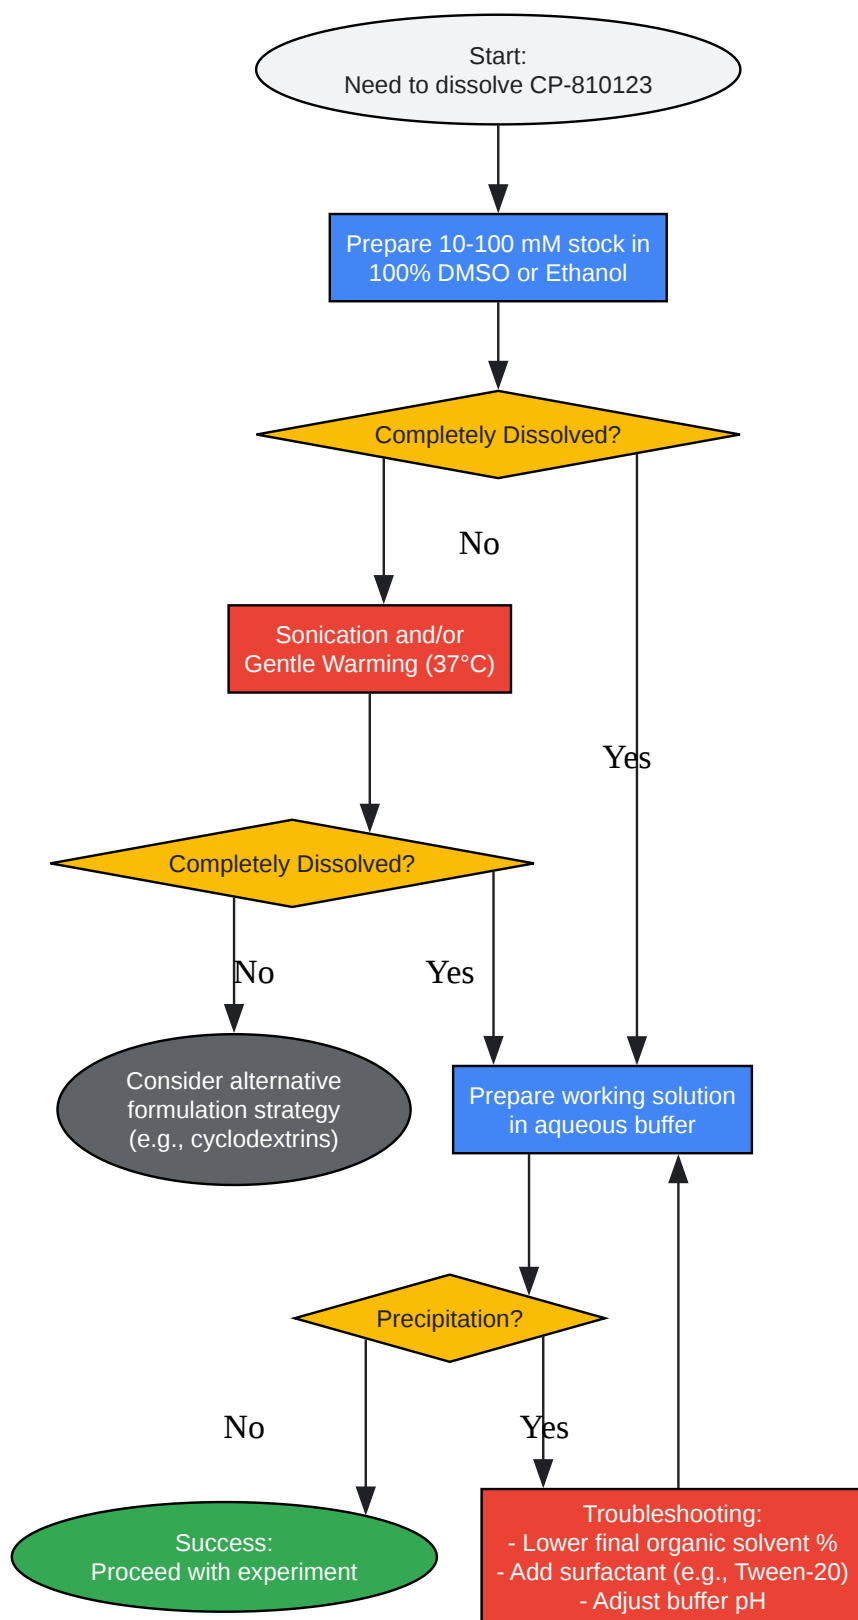 Start:
Need to dissolve CP-810123
Prepare 10-100 mM stock in
100% DMSO or Ethanol
Completely Dissolved?
No
Sonication and/or
Gentle Warming (37°C)
Yes
Completely Dissolved?
No
Yes
Consider alternative
formulation strategy
(e.g., cyclodextrins)
Prepare working solution
in aqueous buffer
Precipitation?
No
Yes
Success:
Proceed with experiment
Troubleshooting:
- Lower final organic solvent %
- Add surfactant (e.g., Tween-20)
- Adjust buffer pH